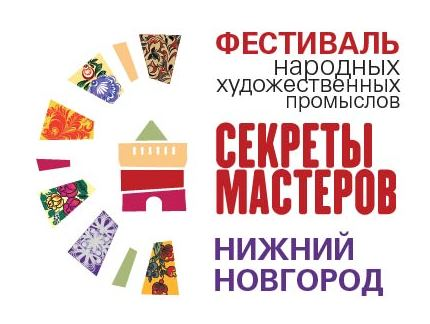 ФЕСТИВАЛЬ
народных
художественных
промыслов
СЕКРЕТЫ
МАСТЕРОВ
НИЖНИЙ
НОВГОРОД